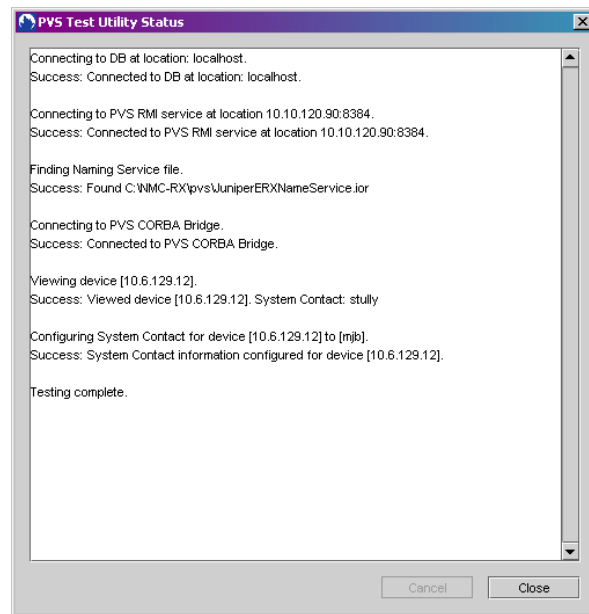 PVS Test Utility Status
Connecting to DB at location: localhost.
Success: Connected to DB at location: localhost.
Connecting to PVS RMI service at location 10.10.120.90:8384.
Success: Connected to PVS RMI service at location 10.10.120.90:8384.
Finding Naming Service file.
Success: Found C:\NMC-RX\pvs\JuniperERXNameService.ior
Connecting to PVS CORBA Bridge.
Success: Connected to PVS CORBA Bridge.
Viewing device [10.6.129.12].
Success: Viewed device [10.6.129.12]. System Contact: stully
Configuring System Contact for device [10.6.129.12] to [mjb].
Success: System Contact information configured for device [10.6.129.12].
Testing complete.
Cancel Close